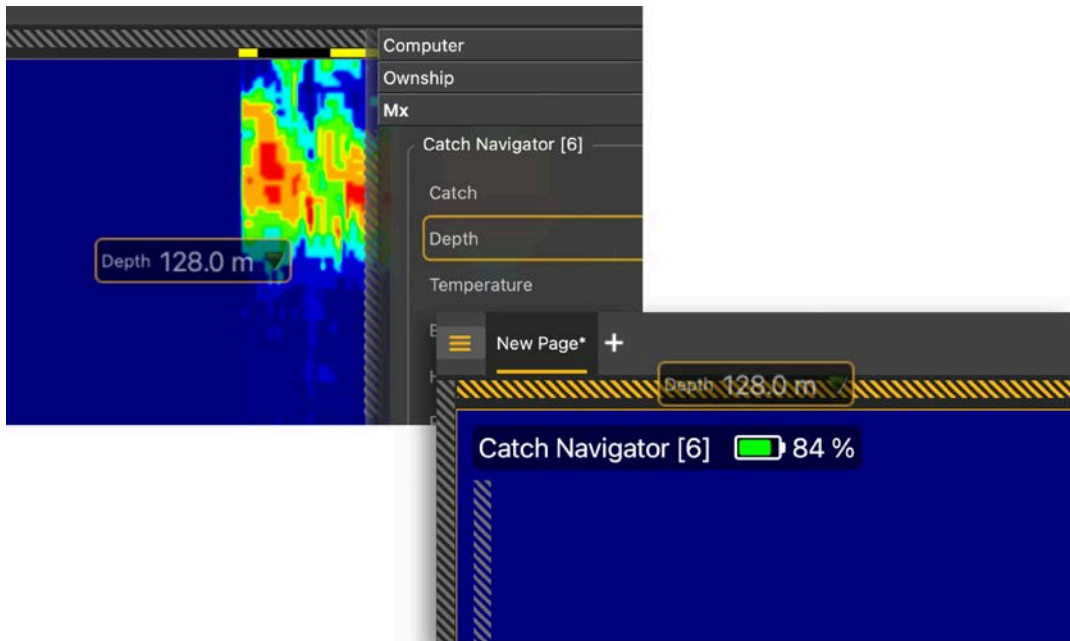 Computer
Ownship
Mx
Catch Navigator [6]
Catch
Depth
Depth 128.0 m
Temperature
New Page*
Depth 128.0 m
Catch Navigator [6] 84 %